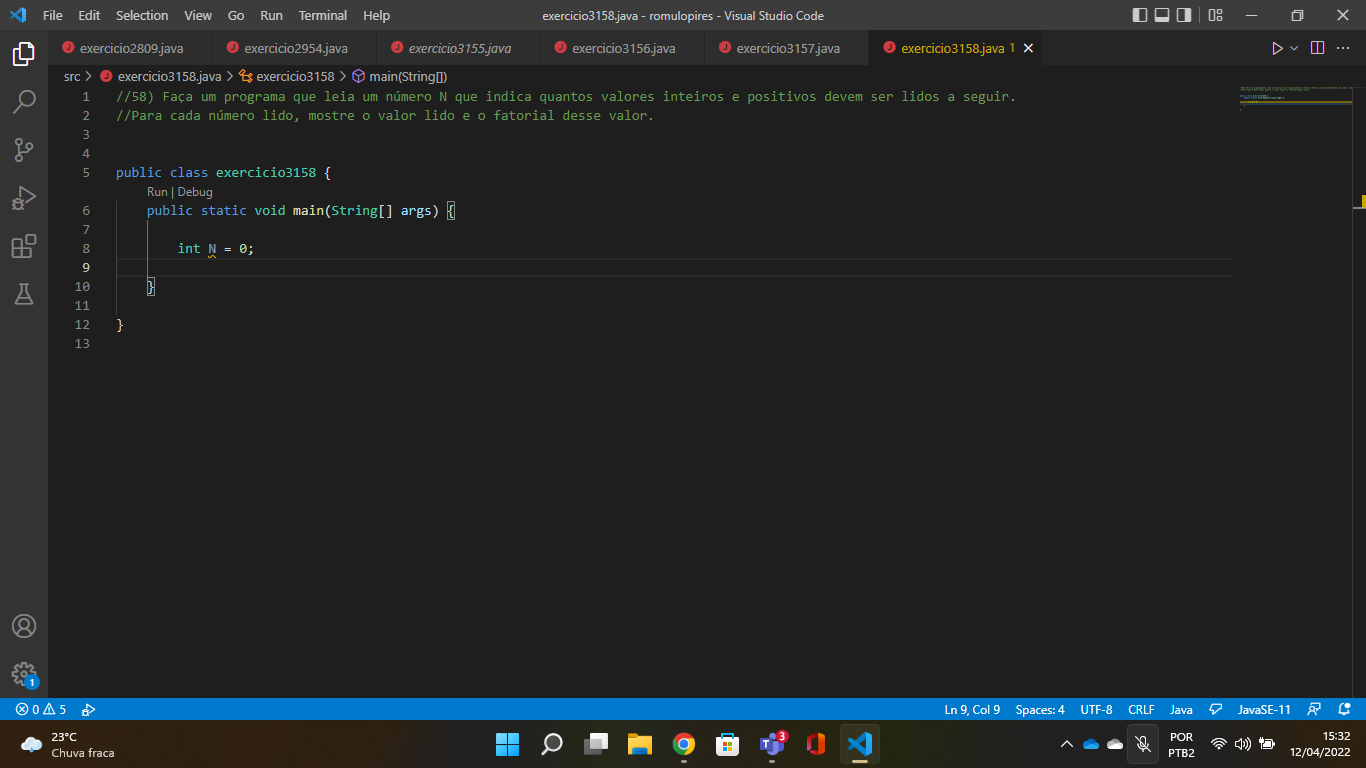 File Edit Selection View Go Run Terminal Help exercicio3158.java - romulopires - Visual Studio Code
exercicio2809.java exercicio2954.java exercicio3155.java exercicio3156.java exercicio3157.java exercicio3158.java 1
src > exercicio3158.java > exercicio3158 > main(String[])
1 //58) Faça um programa que leia um número N que indica quantos valores inteiros e positivos devem ser lidos a seguir.
2 //Para cada número lido, mostre o valor lido e o fatorial desse valor.
3
4
5 public class exercicio3158 {
Run | Debug
6 public static void main(String[] args) {
7
8 int N = 0;
9
10 }
11
12 }
13
1
0 5 Ln 9, Col 9 Spaces: 4 UTF-8 CRLF Java JavaSE-11
23°C
Chuva fraca
3
POR
PTB2
15:32
12/04/2022